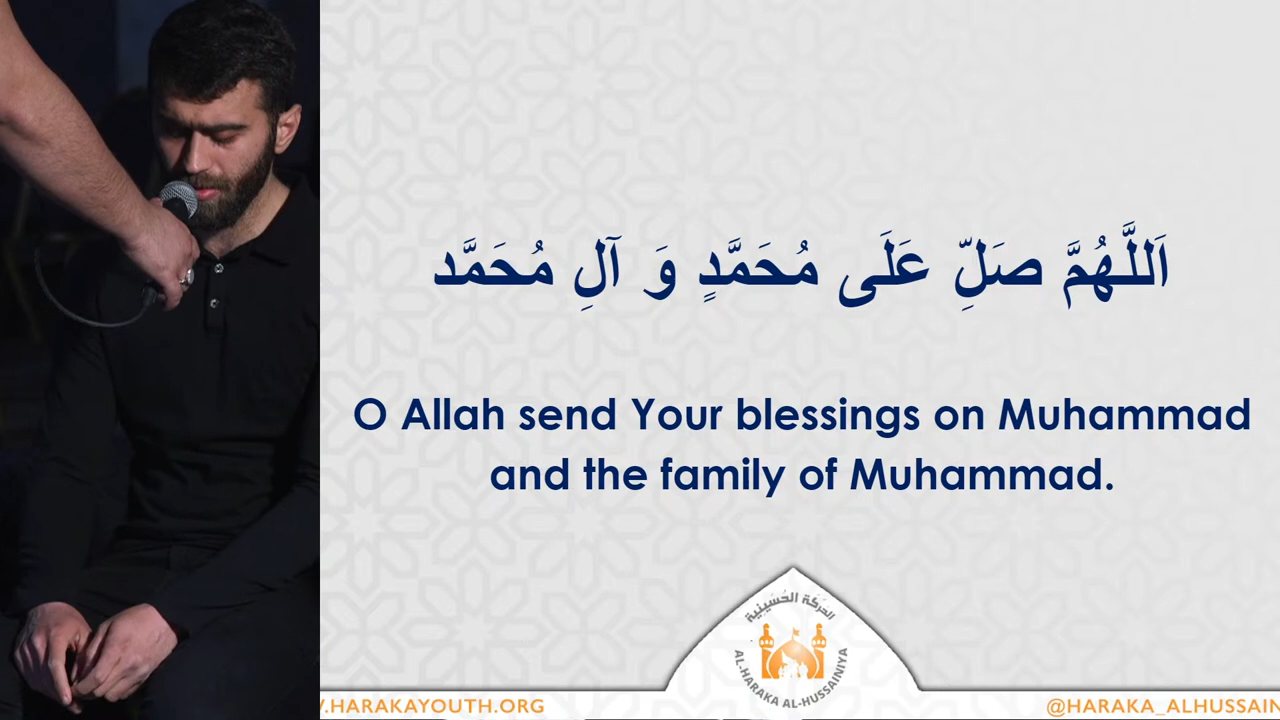 اَللَّهُمَّ صَلِّ عَلَى مُحَمَّدٍ وَ آلِ مُحَمَّد
O Allah send Your blessings on Muhammad
and the family of Muhammad.
الحركة الحسينية
AL-HARAKA AL-HUSSAINIYA
.HARAKAYOUTH.ORG
@HARAKA_ALHUSSAIN